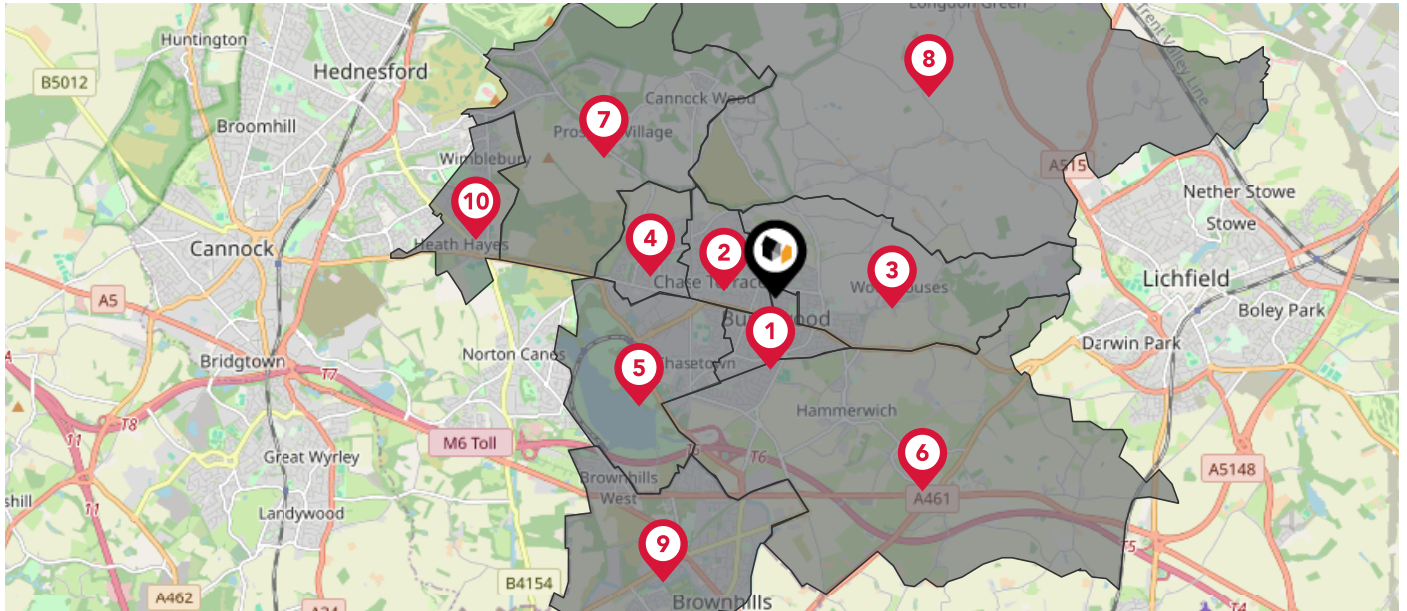 Longdon Green
Huntington
8
Trent Valley Line
Hednesford
B5012
Cannock Wood
7
Broomhill
Wimblebury
A515
10
Nether Stowe
Stowe
4
Heath Hayes
Cannock
2
3
Chase Terrace
Lichfield
A5
1
Boley Park
Darwin Park
Norton Canes
Bridgtown
5
Chasetown
T7
Hammerwich
T8
11
M6 Toll
6
T6
Great Wyrley
A5148
Brownhills
West
A461
11
Landywood
9
T5
B4154
A462
Brownhills
A34
T4